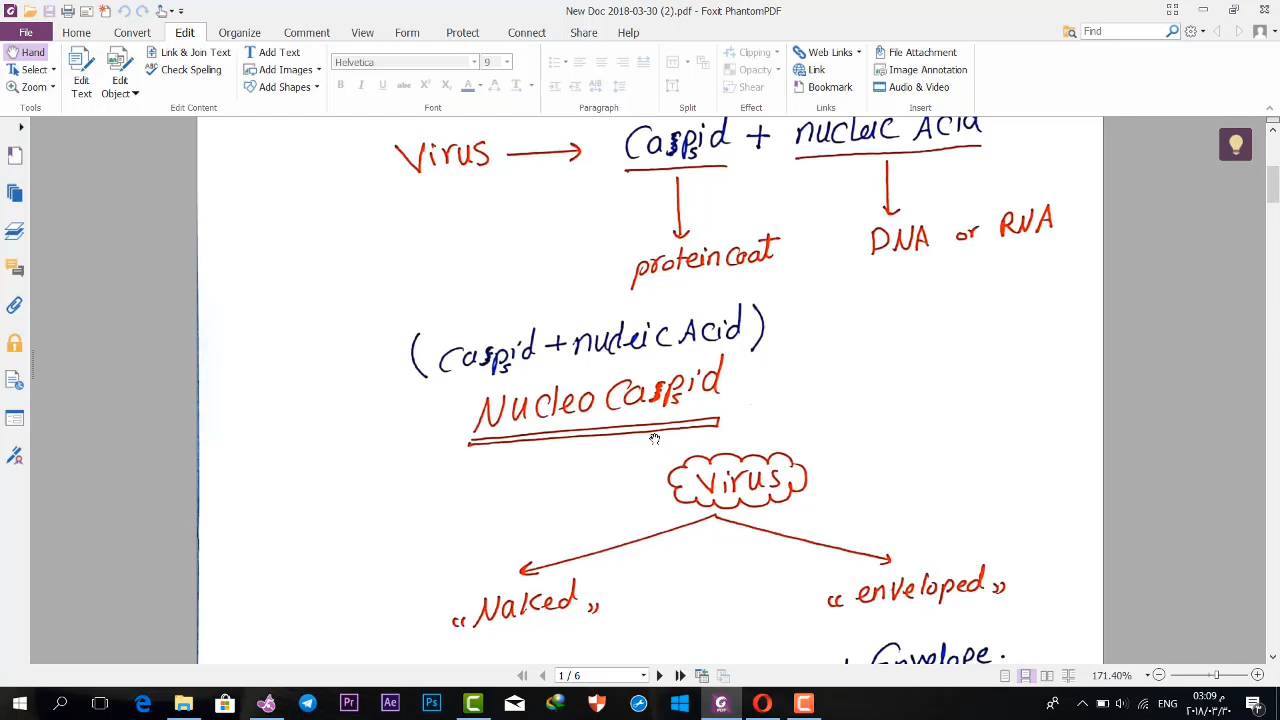 New Doc 2018-03-30 (2).pdf - Foxit PhantomPDF
File Home Convert Edit Organize Comment View Form Protect Connect Share Help Find
Hand Select Zoom
Tools
Edit Text Edit Object Link & Join Text Check Spelling
Edit Content
Add Text Add Images Add Shapes
Helvetica 9
Font
Paragraph
Split
Clipping Opacity Shear
Effect
Web Links Link Bookmark
Links
File Attachment Image Annotation Audio & Video
Insert
Virus → Caspid + nucleic Acid
protein coat
DNA or RNA
(Caspid + nucleic Acid)
Nucleo Caspid
Virus
"Naked" "enveloped"
Envelope.
1 / 6 171.40%
03:09 م
٢٠١٨/٠٣/٣٠